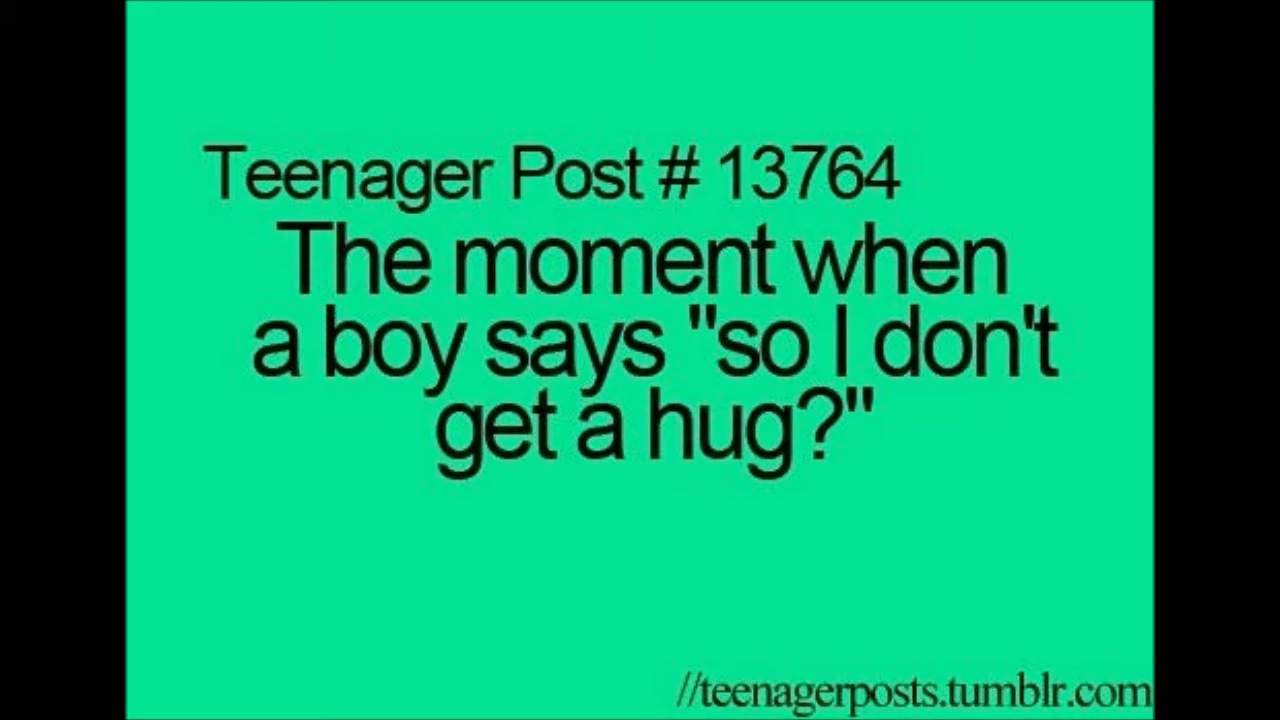 Teenager Post # 13764
The moment when
a boy says "so I don't
get a hug?"
//teenagerposts.tumblr.com